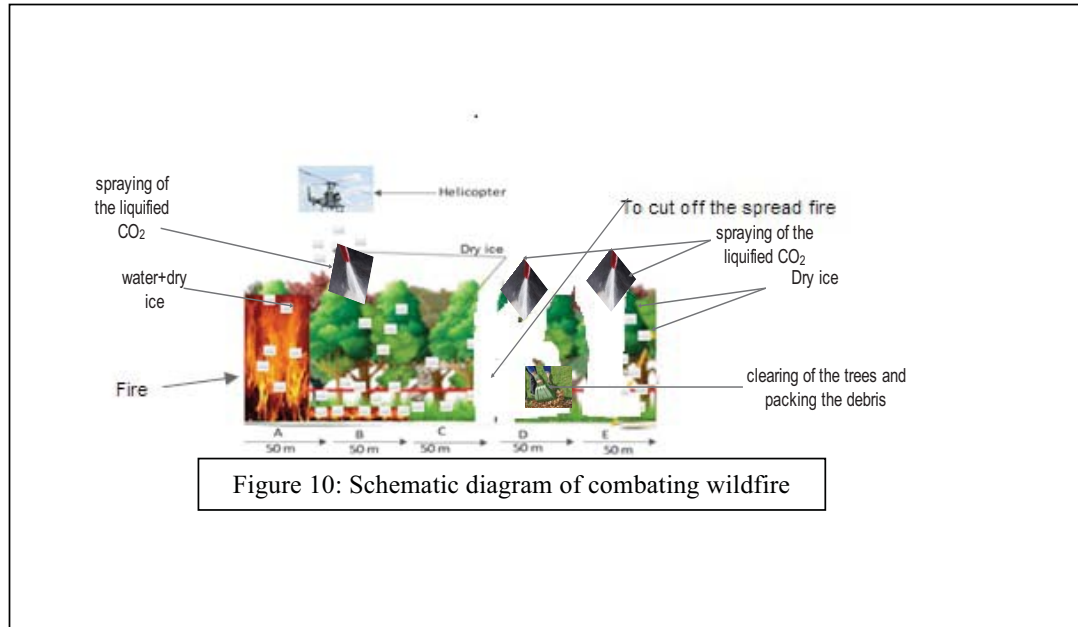 spraying of
the liquified
CO₂
Helicopter
To cut off the spread fire
spraying of the
liquified CO₂
Dry ice
Dry ice
water+dry
ice
Fire
clearing of the trees and
packing the debris
A B C D E
50 m 50 m 50 m 50 m 50 m
Figure 10: Schematic diagram of combating wildfire